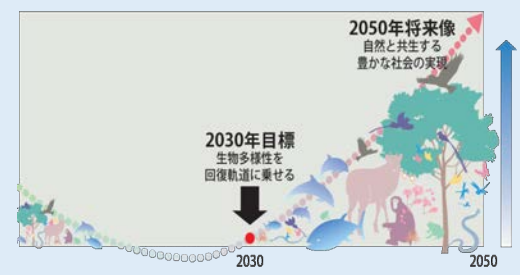 2050年将来像
自然と共生する
豊かな社会の実現
2030年目標
生物多様性を
回復軌道に乗せる
2030
2050